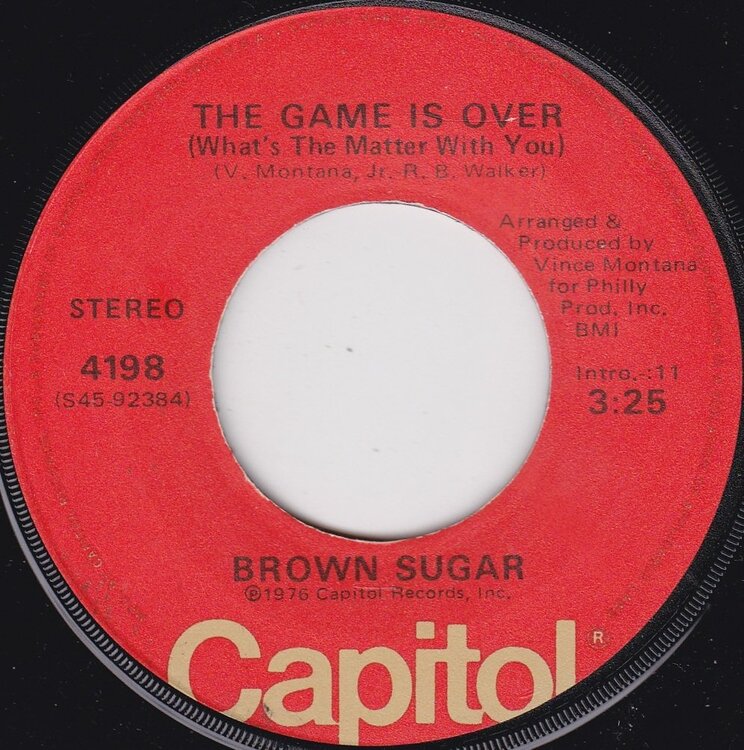 THE GAME IS OVER
(What's The Matter With You)
(V. Montana, Jr.-R. B. Walker)
Arranged &
Produced by
Vince Montana
for Philly
Prod., Inc.
BMI
STEREO
4198
(S45-92384)
Intro.-:11
3:25
BROWN SUGAR
℗1976 Capitol Records, Inc.
Capitol®